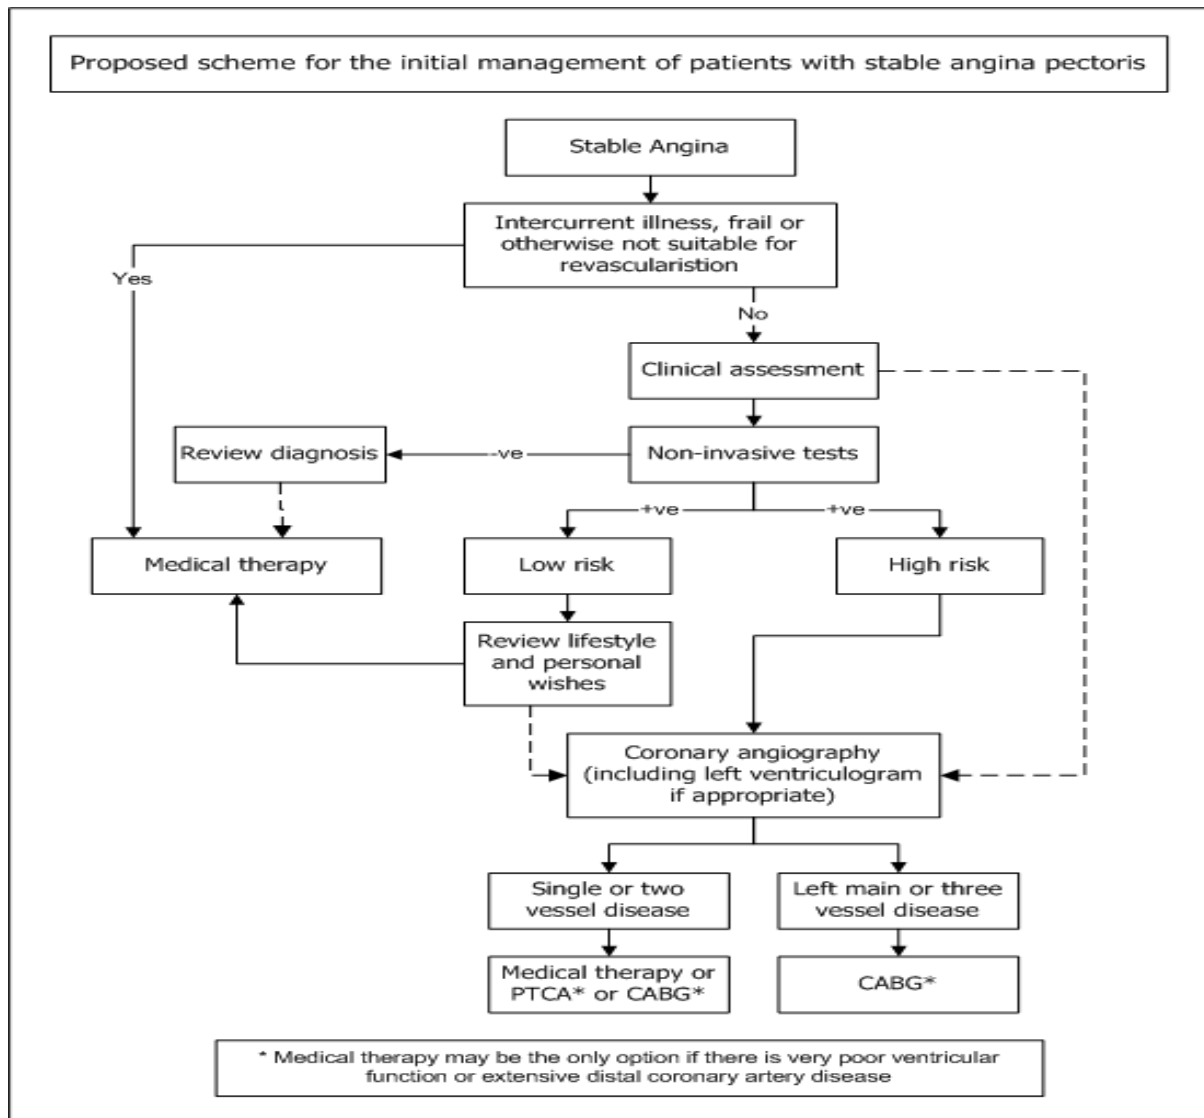 Proposed scheme for the initial management of patients with stable angina pectoris
Stable Angina
Intercurrent illness, frail or
otherwise not suitable for
revascularistion
Yes
No
Clinical assessment
Review diagnosis
-ve
Non-invasive tests
+ve
+ve
Medical therapy
Low risk
High risk
Review lifestyle
and personal
wishes
Coronary angiography
(including left ventriculogram
if appropriate)
Single or two
vessel disease
Left main or three
vessel disease
Medical therapy or
PTCA* or CABG*
CABG*
* Medical therapy may be the only option if there is very poor ventricular
function or extensive distal coronary artery disease